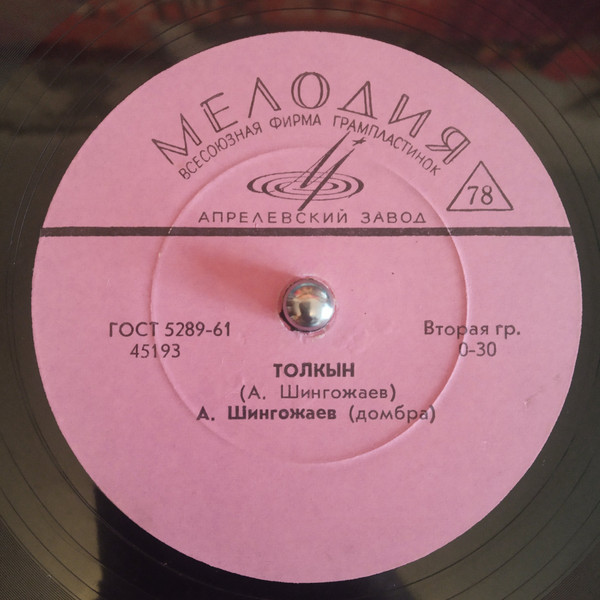 МЕЛОДИЯ
ВСЕСОЮЗНАЯ ФИРМА ГРАМПЛАСТИНОК
78
АПРЕЛЕВСКИЙ ЗАВОД
ГОСТ 5289-61
45193
Вторая гр.
0-30
ТОЛКЫН
(А. Шингожаев)
А. Шингожаев (домбра)